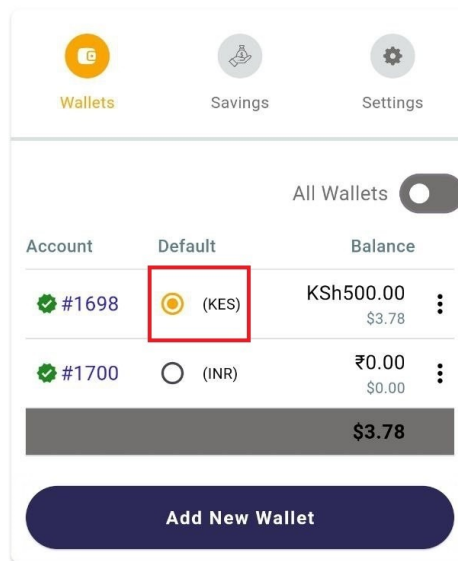 Wallets Savings Settings
All Wallets
Account Default Balance
#1698 (KES) KSh500.00
$3.78
#1700 (INR) ₹0.00
$0.00
$3.78
Add New Wallet